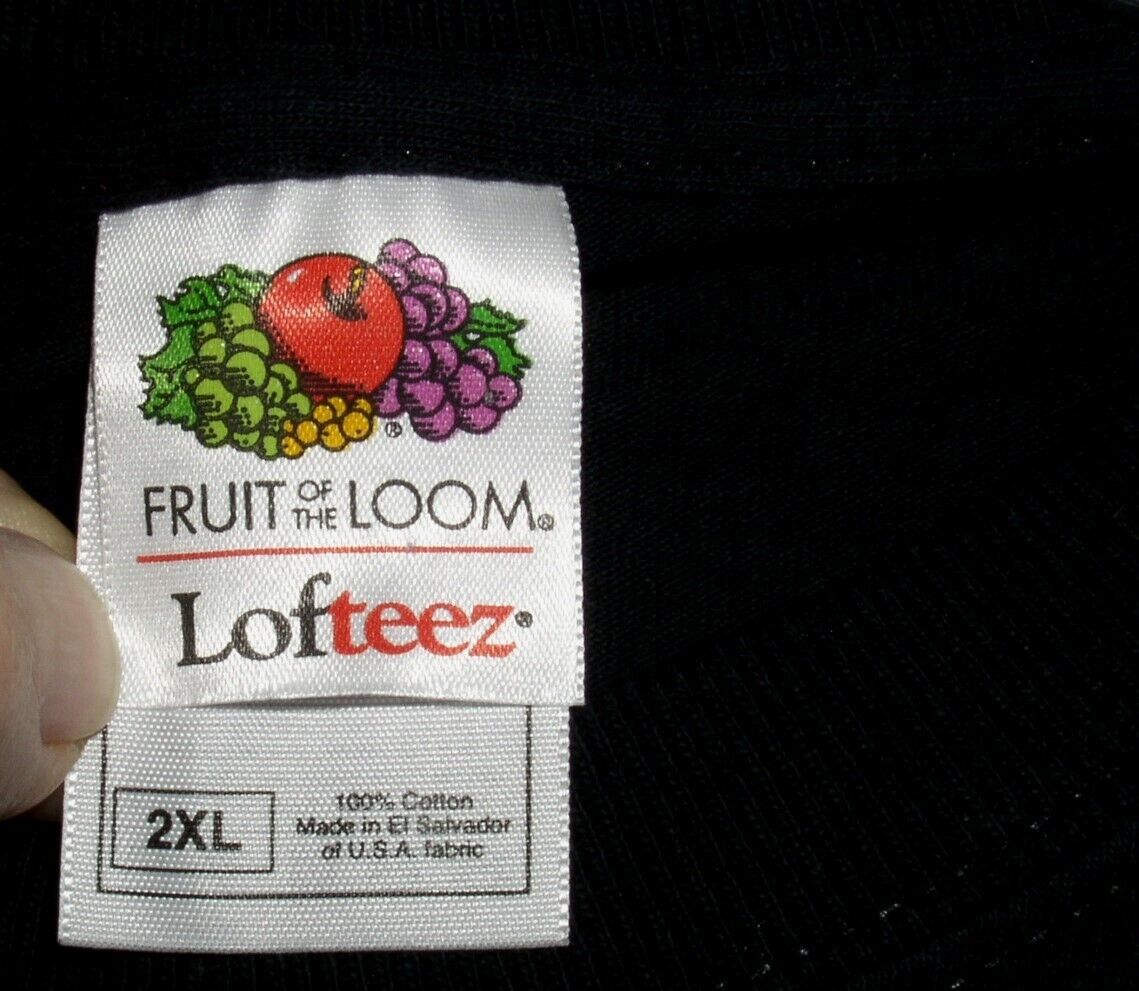 ®
FRUIT OF THE LOOM®
Lofteez®
2XL
100% Cotton
Made in El Salvador
of U.S.A. fabric